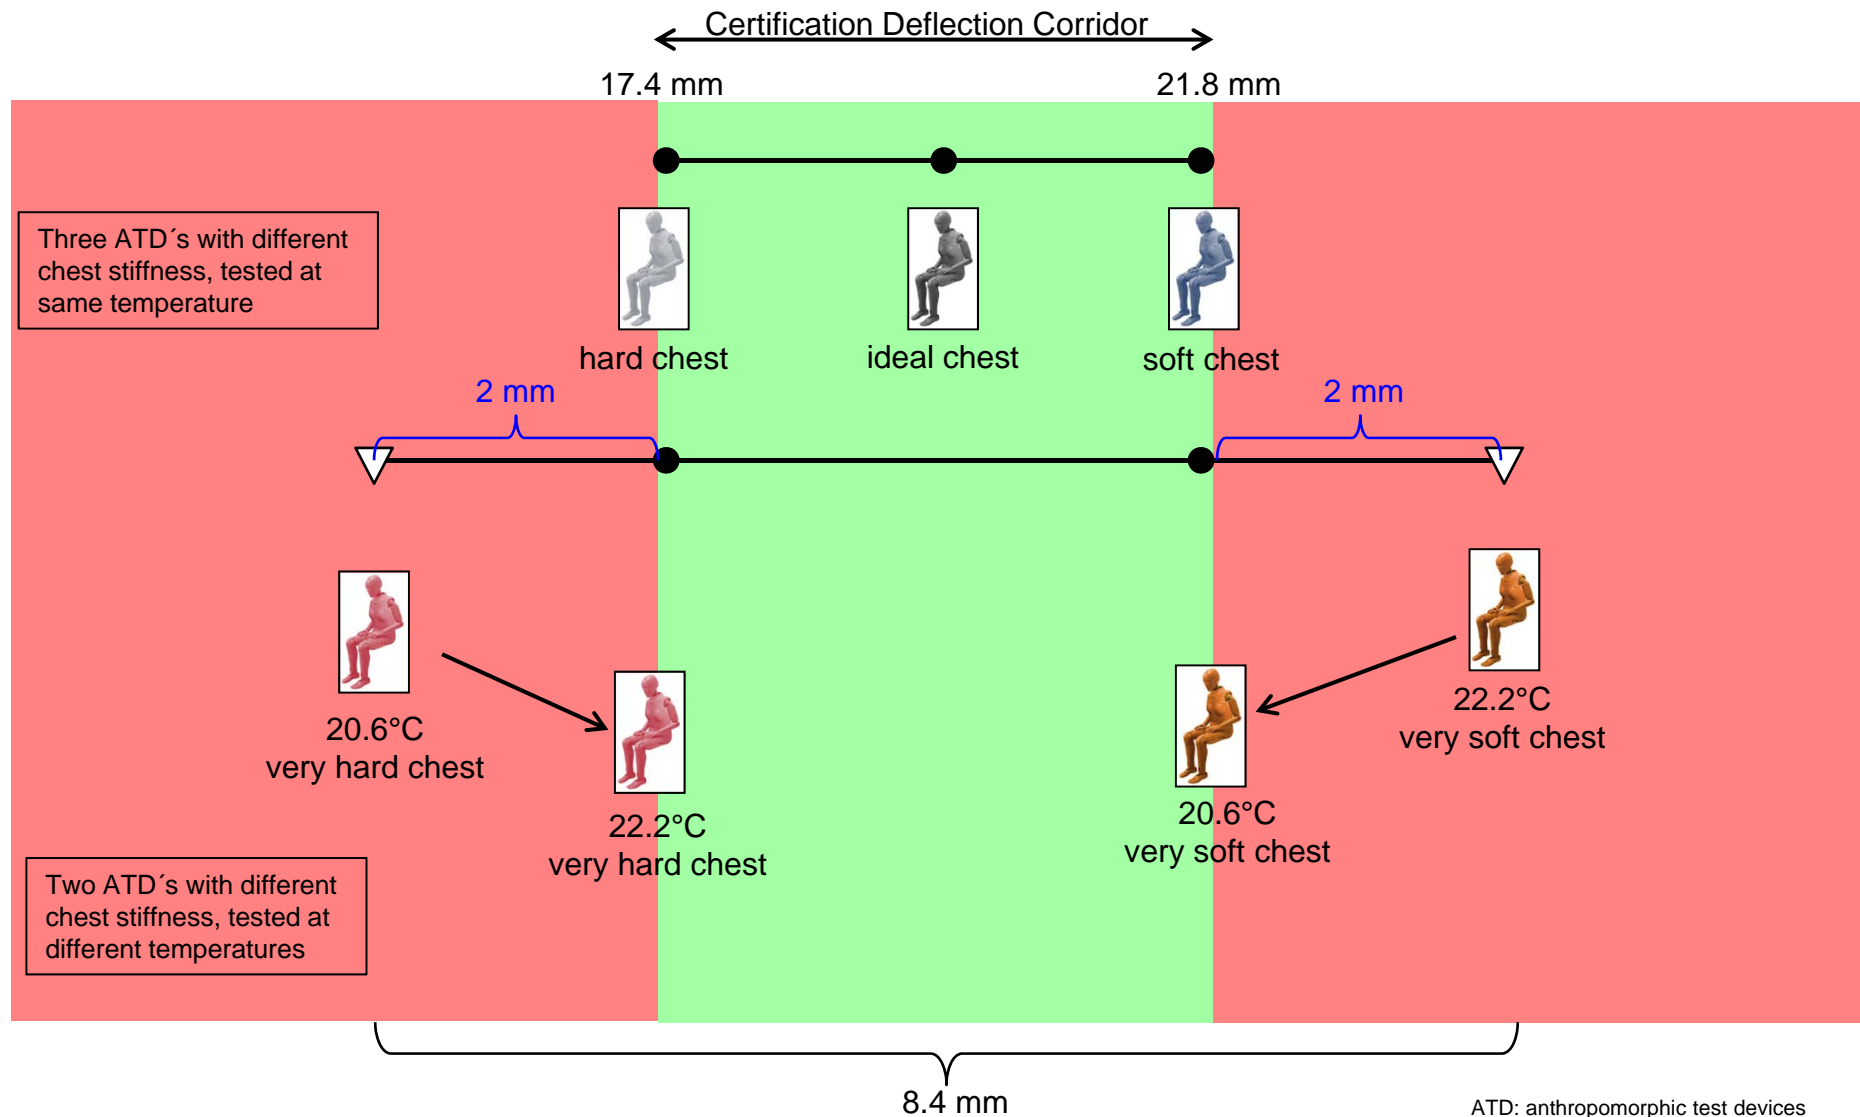 Certification Deflection Corridor
17.4 mm
21.8 mm
Three ATD´s with different
chest stiffness, tested at
same temperature
hard chest
ideal chest
soft chest
2 mm
2 mm
20.6°C
very hard chest
22.2°C
very hard chest
20.6°C
very soft chest
22.2°C
very soft chest
Two ATD´s with different
chest stiffness, tested at
different temperatures
8.4 mm
ATD: anthropomorphic test devices